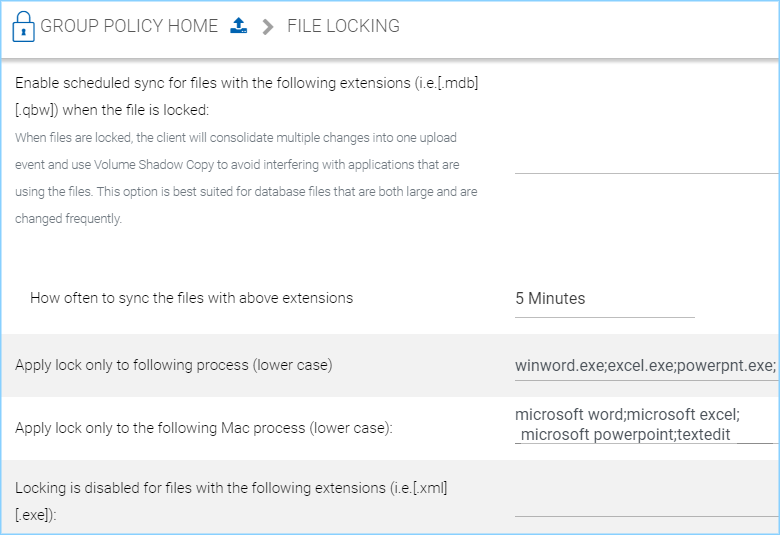 GROUP POLICY HOME > FILE LOCKING
Enable scheduled sync for files with the following extensions (i.e.[.mdb]
[.qbw]) when the file is locked:
When files are locked, the client will consolidate multiple changes into one upload
event and use Volume Shadow Copy to avoid interfering with applications that are
using the files. This option is best suited for database files that are both large and are
changed frequently.
How often to sync the files with above extensions
5 Minutes
Apply lock only to following process (lower case)
winword.exe;excel.exe;powerpnt.exe;
Apply lock only to the following Mac process (lower case):
microsoft word;microsoft excel;
microsoft powerpoint;textedit
Locking is disabled for files with the following extensions (i.e.[.xml]
[.exe]):